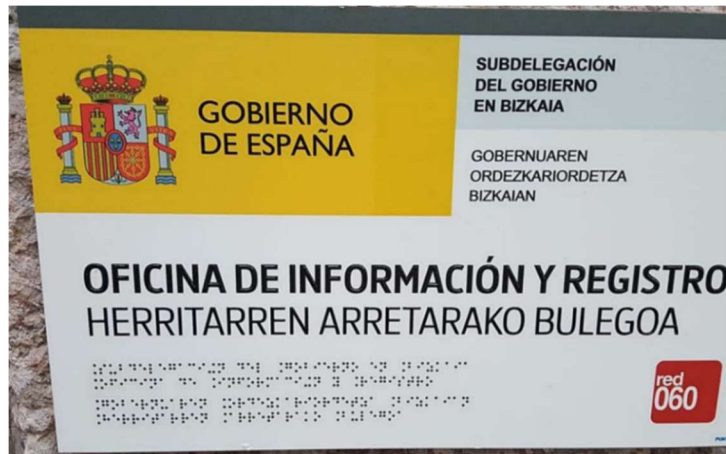 GOBIERNO
DE ESPAÑA
SUBDELEGACIÓN
DEL GOBIERNO
EN BIZKAIA
GOBERNUAREN
ORDEZKARIORDETZA
BIZKAIAN
OFICINA DE INFORMACIÓN Y REGISTRO
HERRITARREN ARRETARAKO BULEGOA
red
060